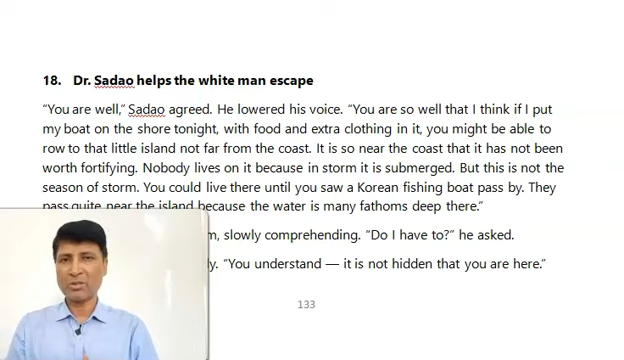 18. Dr. Sadao helps the white man escape
“You are well,” Sadao agreed. He lowered his voice. “You are so well that I think if I put
my boat on the shore tonight, with food and extra clothing in it, you might be able to
row to that little island not far from the coast. It is so near the coast that it has not been
worth fortifying. Nobody lives on it because in storm it is submerged. But this is not the
season of storm. You could live there until you saw a Korean fishing boat pass by. They
pass quite near the island because the water is many fathoms deep there.”
slowly comprehending. “Do I have to?” he asked.
“You understand — it is not hidden that you are here.”
133